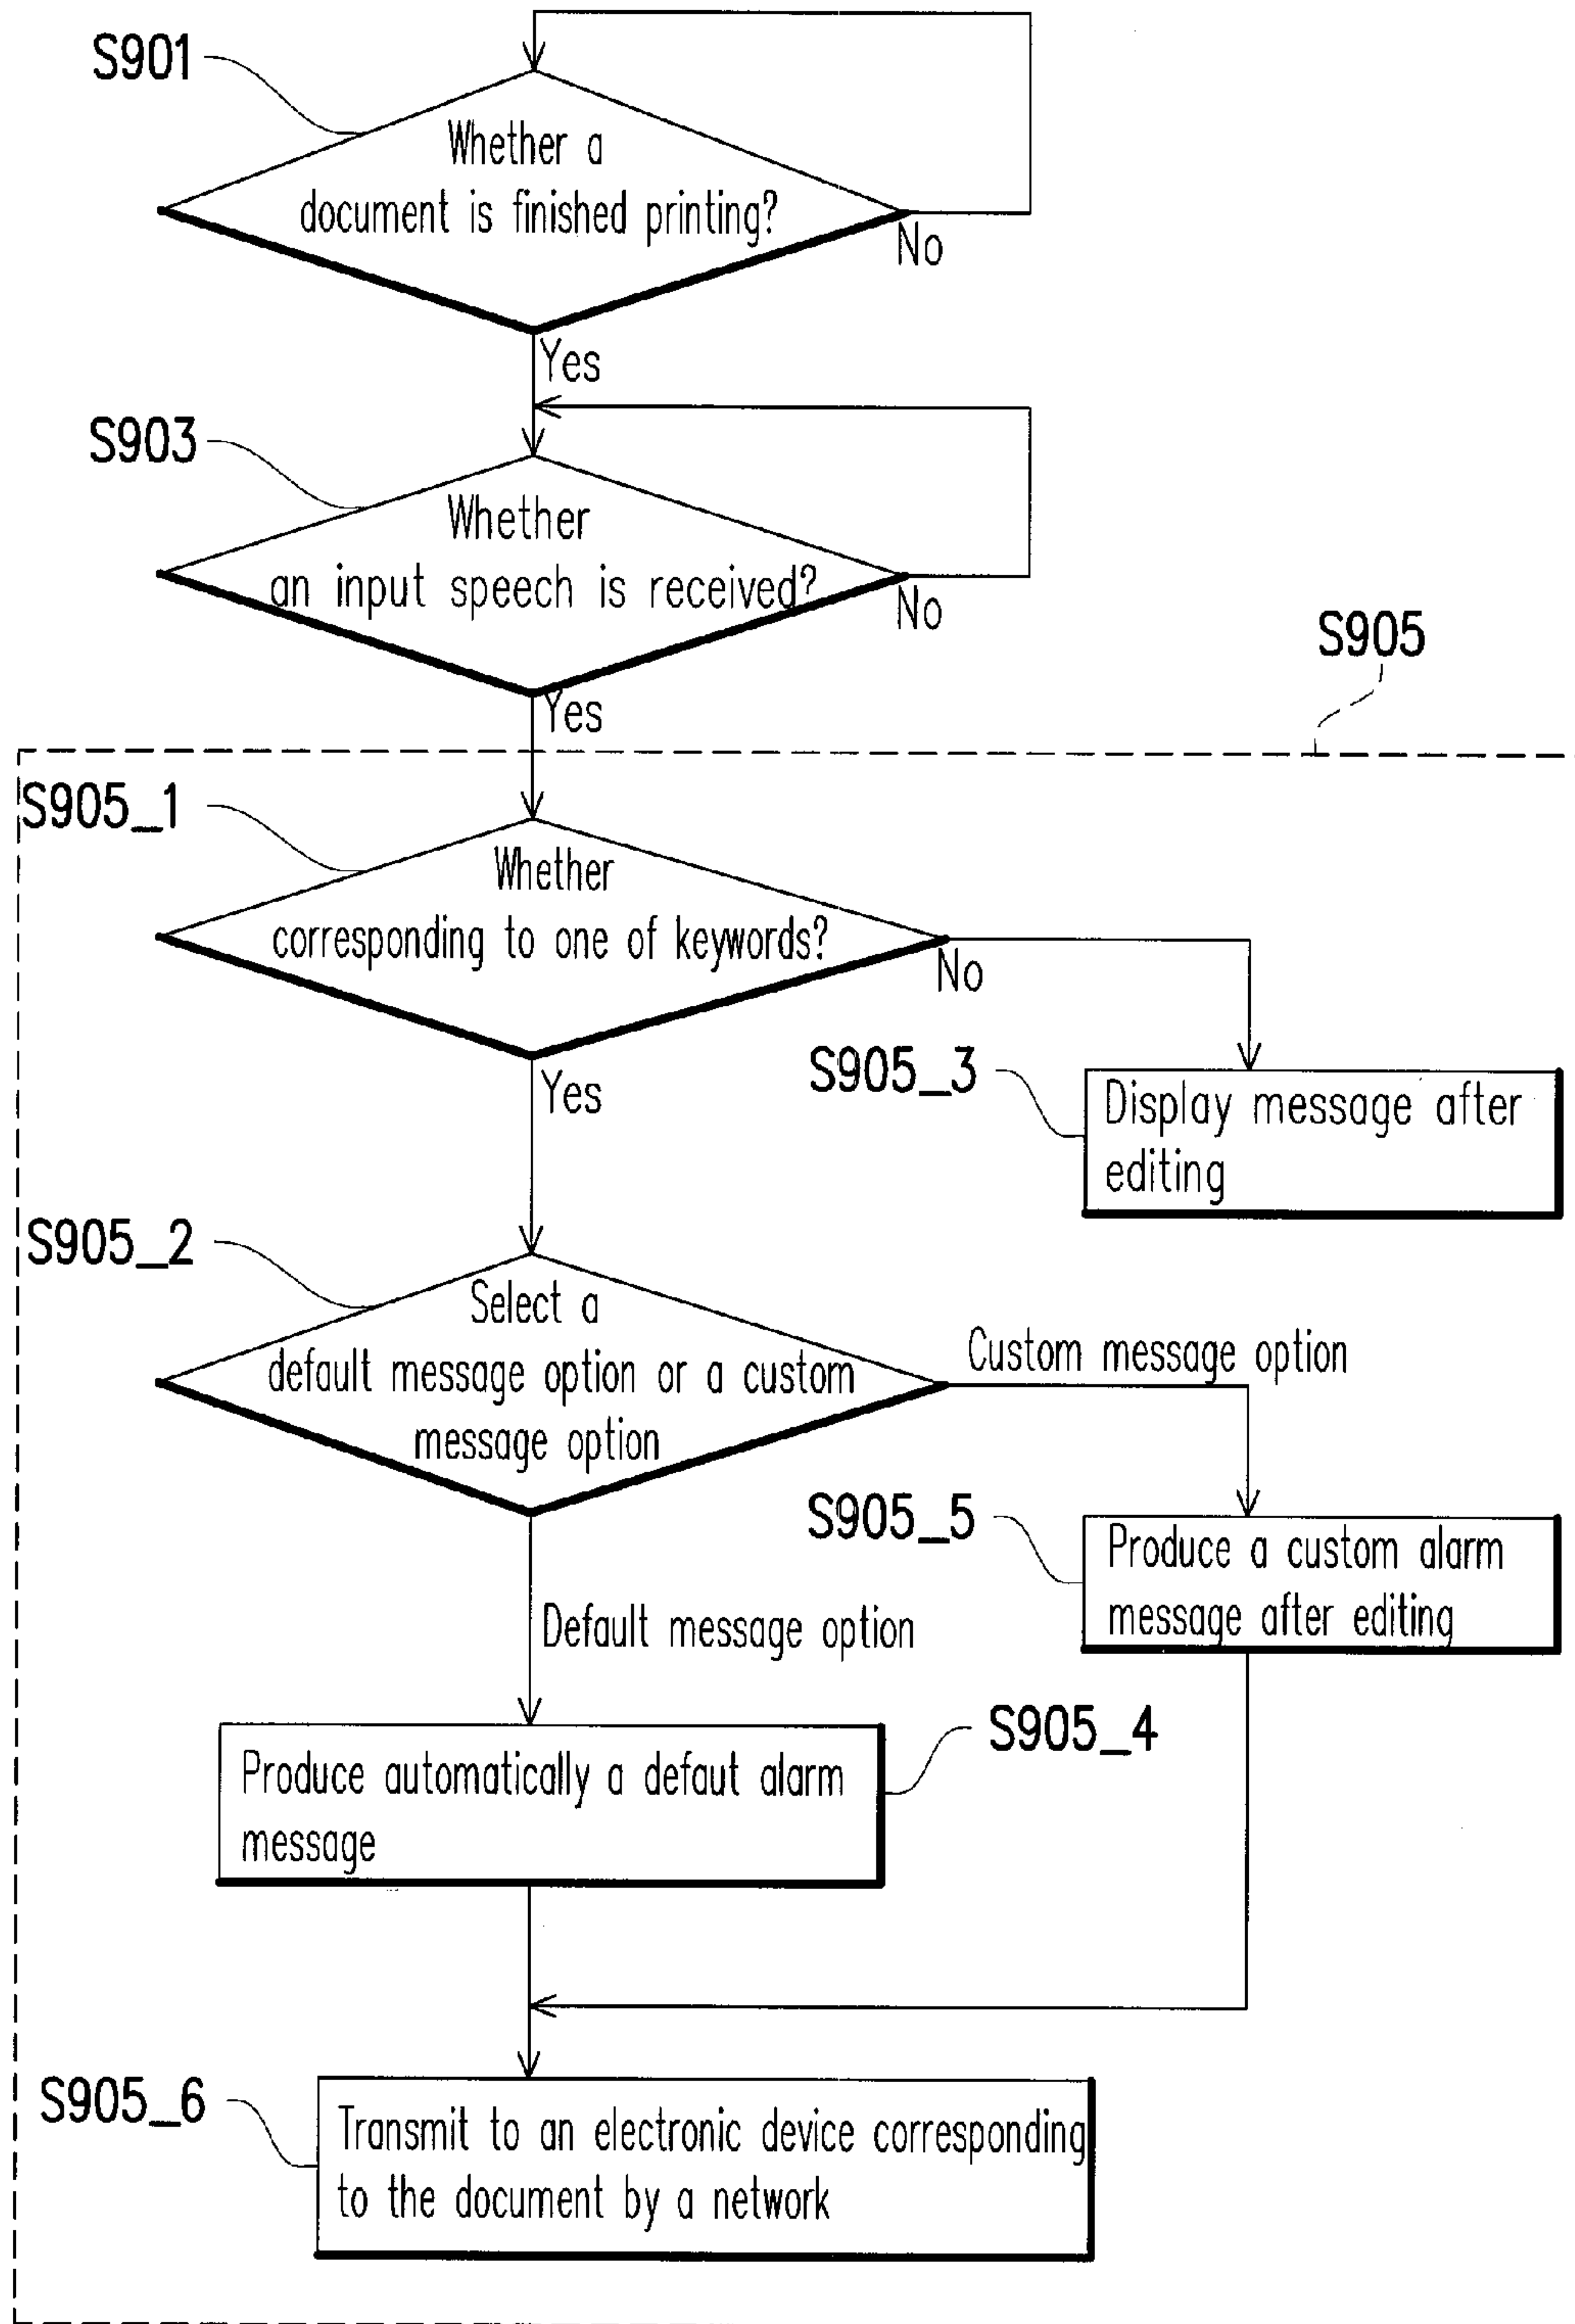 S901
Whether a
document is finished printing?
No
Yes
S903
Whether
an input speech is received?
No
Yes
S905
S905_1
Whether
corresponding to one of keywords?
No
Yes
S905_3
Display message after
editing
S905_2
Select a
default message option or a custom
message option
Custom message option
S905_5
Produce a custom alarm
message after editing
Default message option
S905_4
Produce automatically a defaut alarm
message
S905_6
Transmit to an electronic device corresponding
to the document by a network